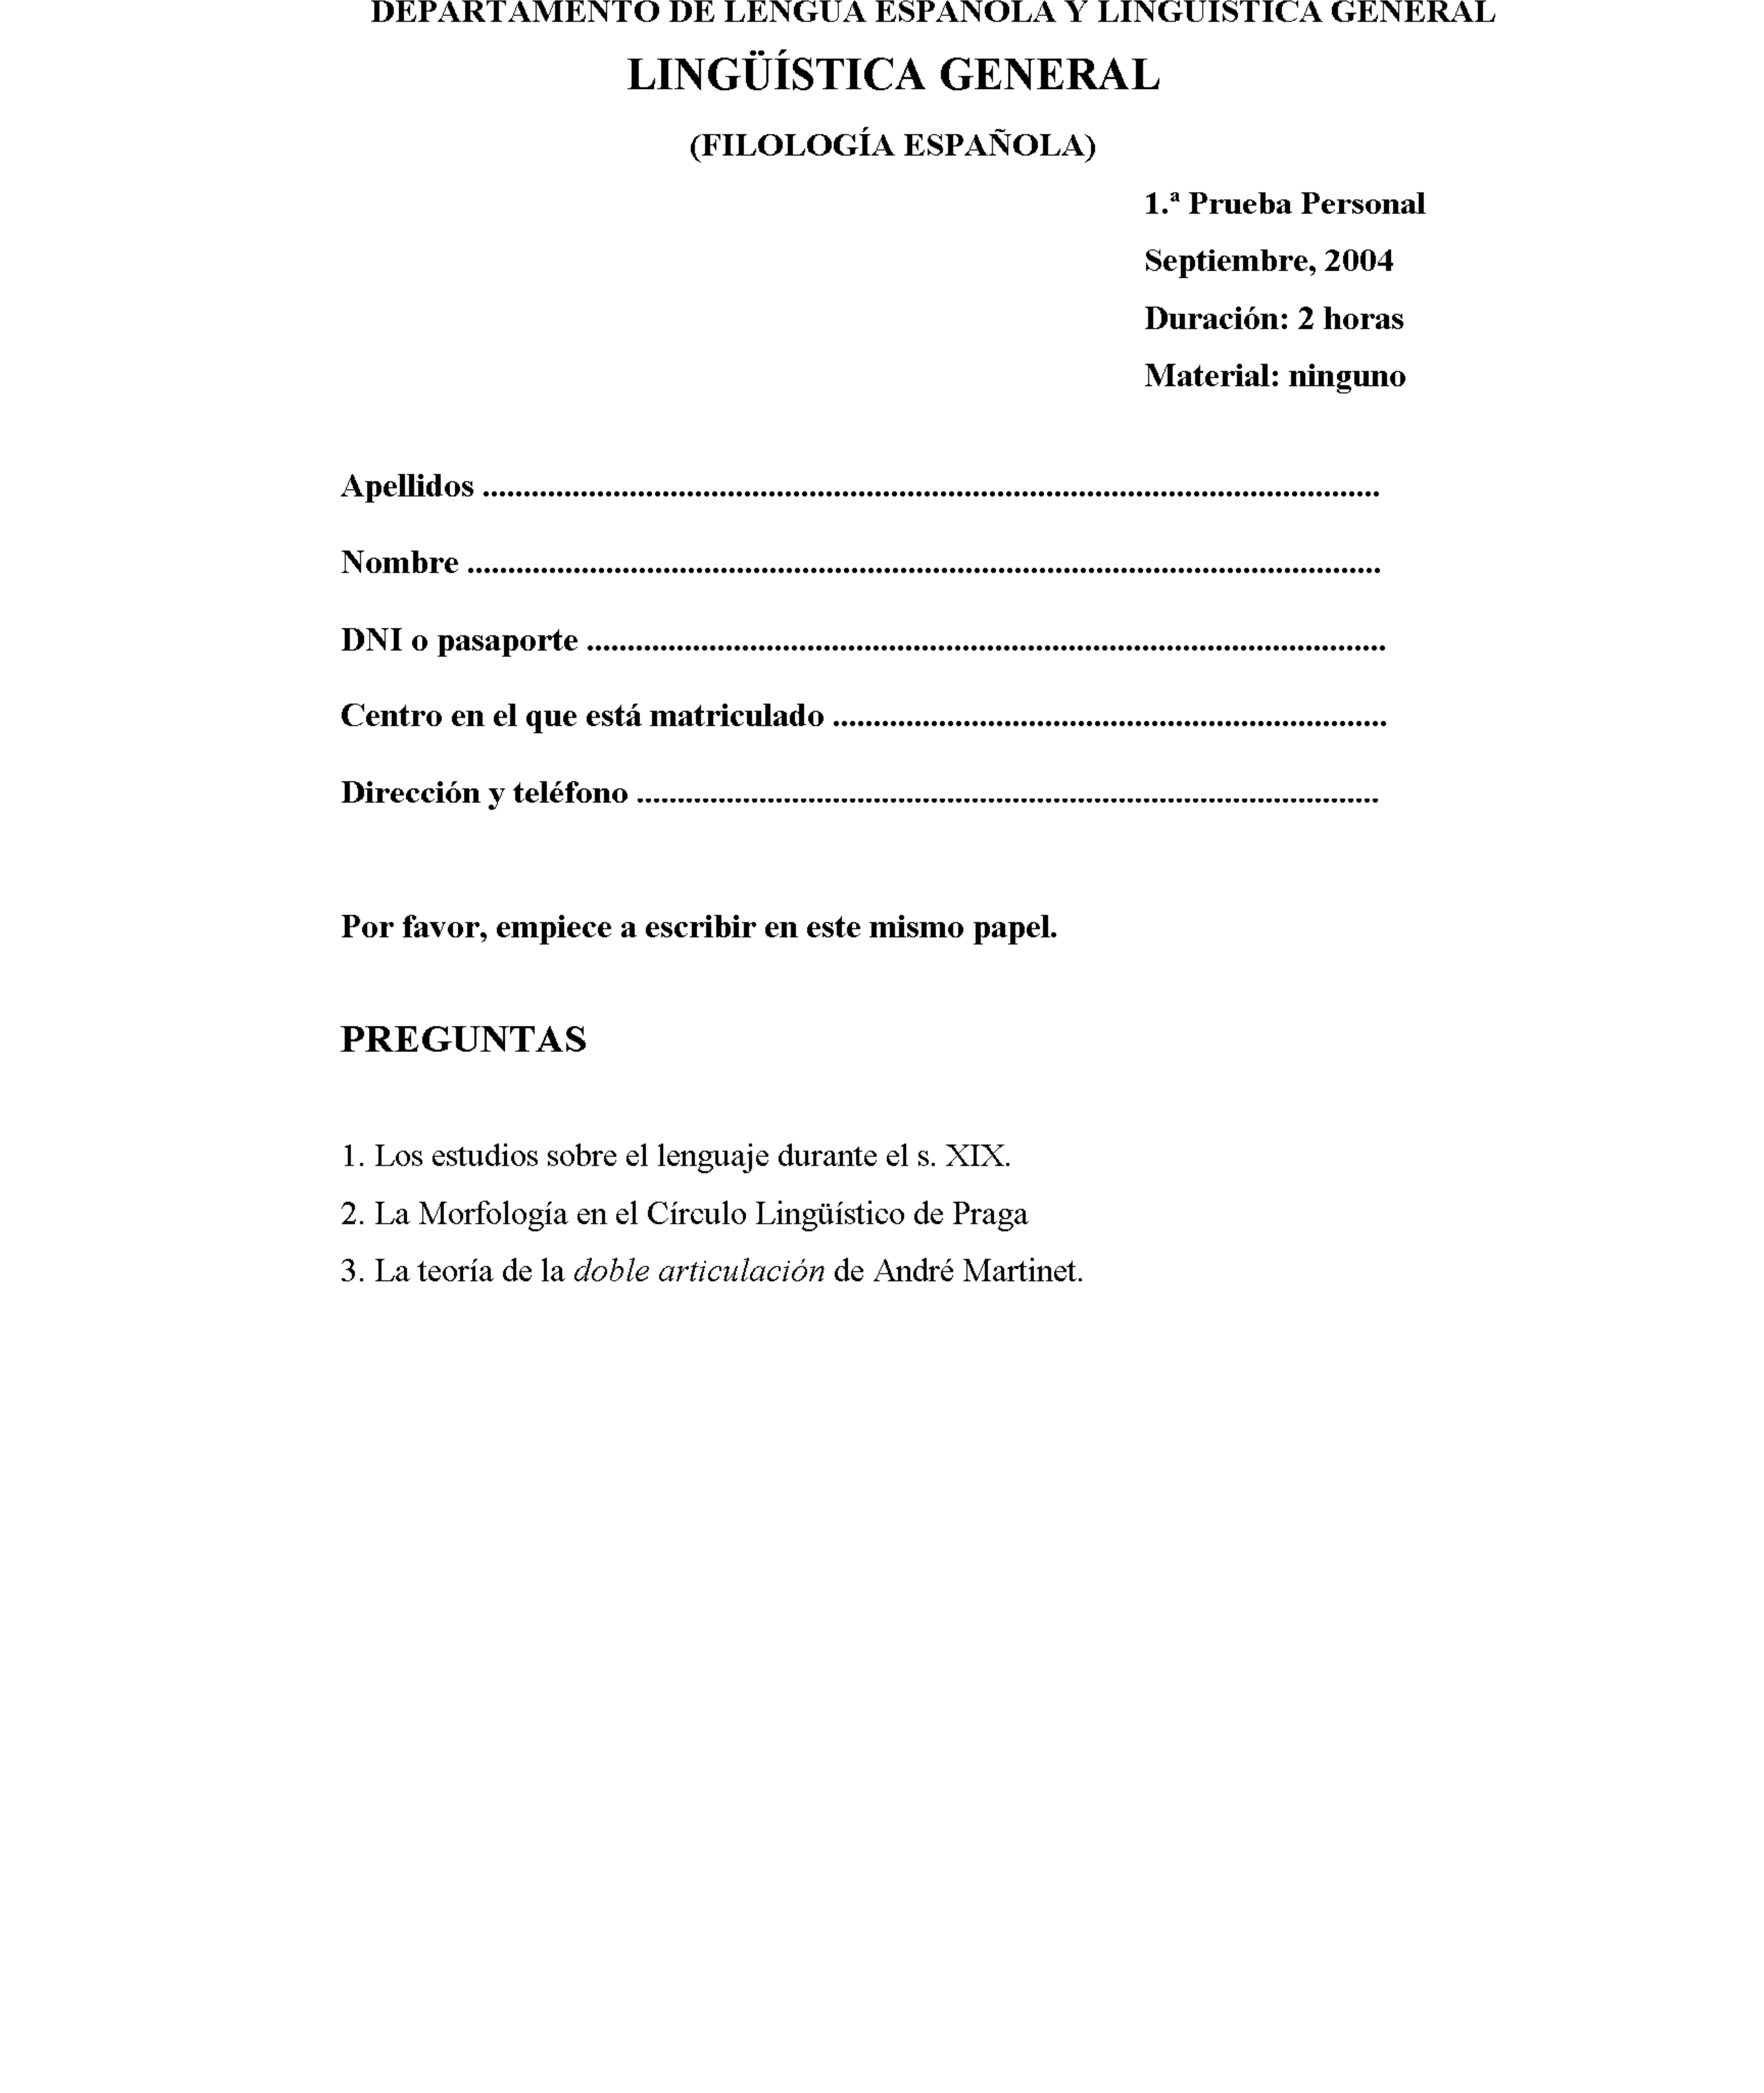 DEPARTAMENTO DE LENGUA ESPAÑOLA Y LINGÜÍSTICA GENERAL
LINGÜÍSTICA GENERAL
(FILOLOGÍA ESPAÑOLA)
1.ª Prueba Personal
Septiembre, 2004
Duración: 2 horas
Material: ninguno
Apellidos ..............................................................................................................
Nombre ................................................................................................................
DNI o pasaporte ..................................................................................................
Centro en el que está matriculado ....................................................................
Dirección y teléfono ...........................................................................................
Por favor, empiece a escribir en este mismo papel.
PREGUNTAS
1. Los estudios sobre el lenguaje durante el s. XIX.
2. La Morfología en el Círculo Lingüístico de Praga
3. La teoría de la doble articulación de André Martinet.